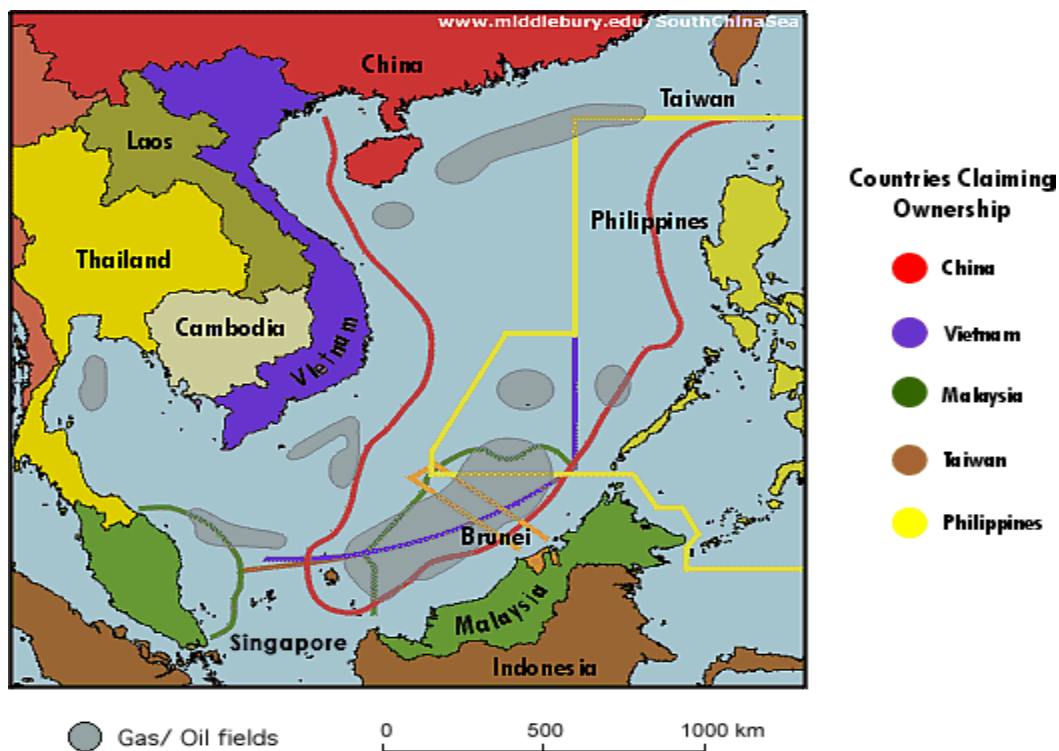 www.middlebury.edu/SouthChinaSea
China
Taiwan
Laos
Philippines
Thailand
Cambodia
Vietnam
Brunei
Malaysia
Singapore
Indonesia
Countries Claiming
Ownership
China
Vietnam
Malaysia
Taiwan
Philippines
Gas/ Oil fields
0 500 1000 km